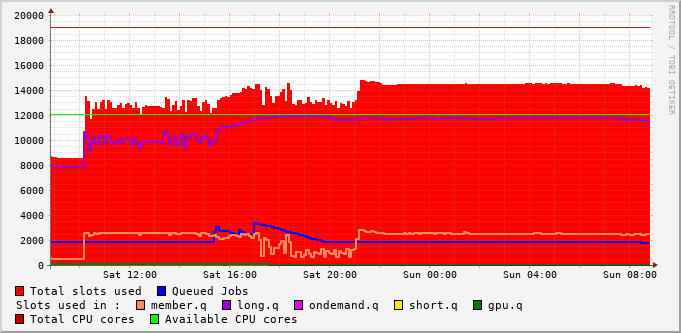 20000
18000
16000
14000
12000
10000
8000
6000
4000
2000
0
Sat 12:00 Sat 16:00 Sat 20:00 Sun 00:00 Sun 04:00 Sun 08:00
Total slots used Queued Jobs
Slots used in : member.q long.q ondemand.q short.q gpu.q
Total CPU cores Available CPU cores
RRDTOOL / TOBI OETIKER